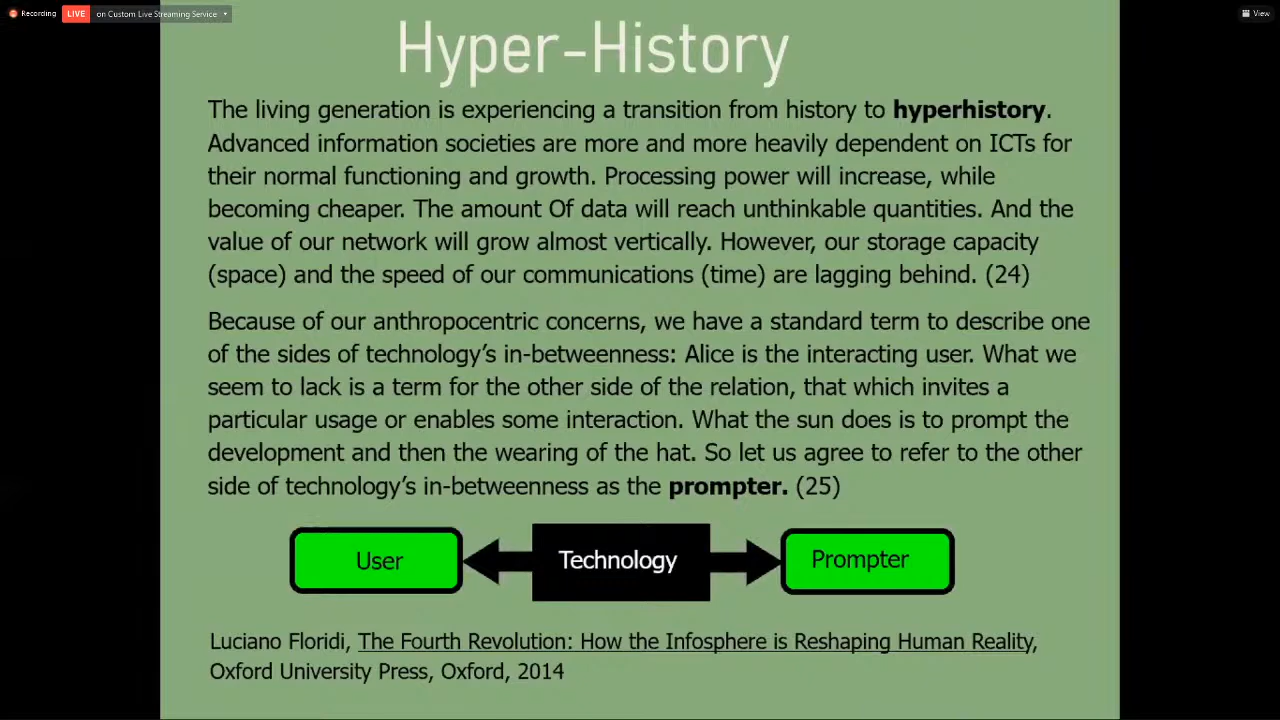 Recording LIVE on Custom Live Streaming Service View
Hyper-History
The living generation is experiencing a transition from history to hyperhistory.
Advanced information societies are more and more heavily dependent on ICTs for
their normal functioning and growth. Processing power will increase, while
becoming cheaper. The amount Of data will reach unthinkable quantities. And the
value of our network will grow almost vertically. However, our storage capacity
(space) and the speed of our communications (time) are lagging behind. (24)
Because of our anthropocentric concerns, we have a standard term to describe one
of the sides of technology’s in-betweenness: Alice is the interacting user. What we
seem to lack is a term for the other side of the relation, that which invites a
particular usage or enables some interaction. What the sun does is to prompt the
development and then the wearing of the hat. So let us agree to refer to the other
side of technology’s in-betweenness as the prompter. (25)
User Technology Prompter
Luciano Floridi, The Fourth Revolution: How the Infosphere is Reshaping Human Reality,
Oxford University Press, Oxford, 2014